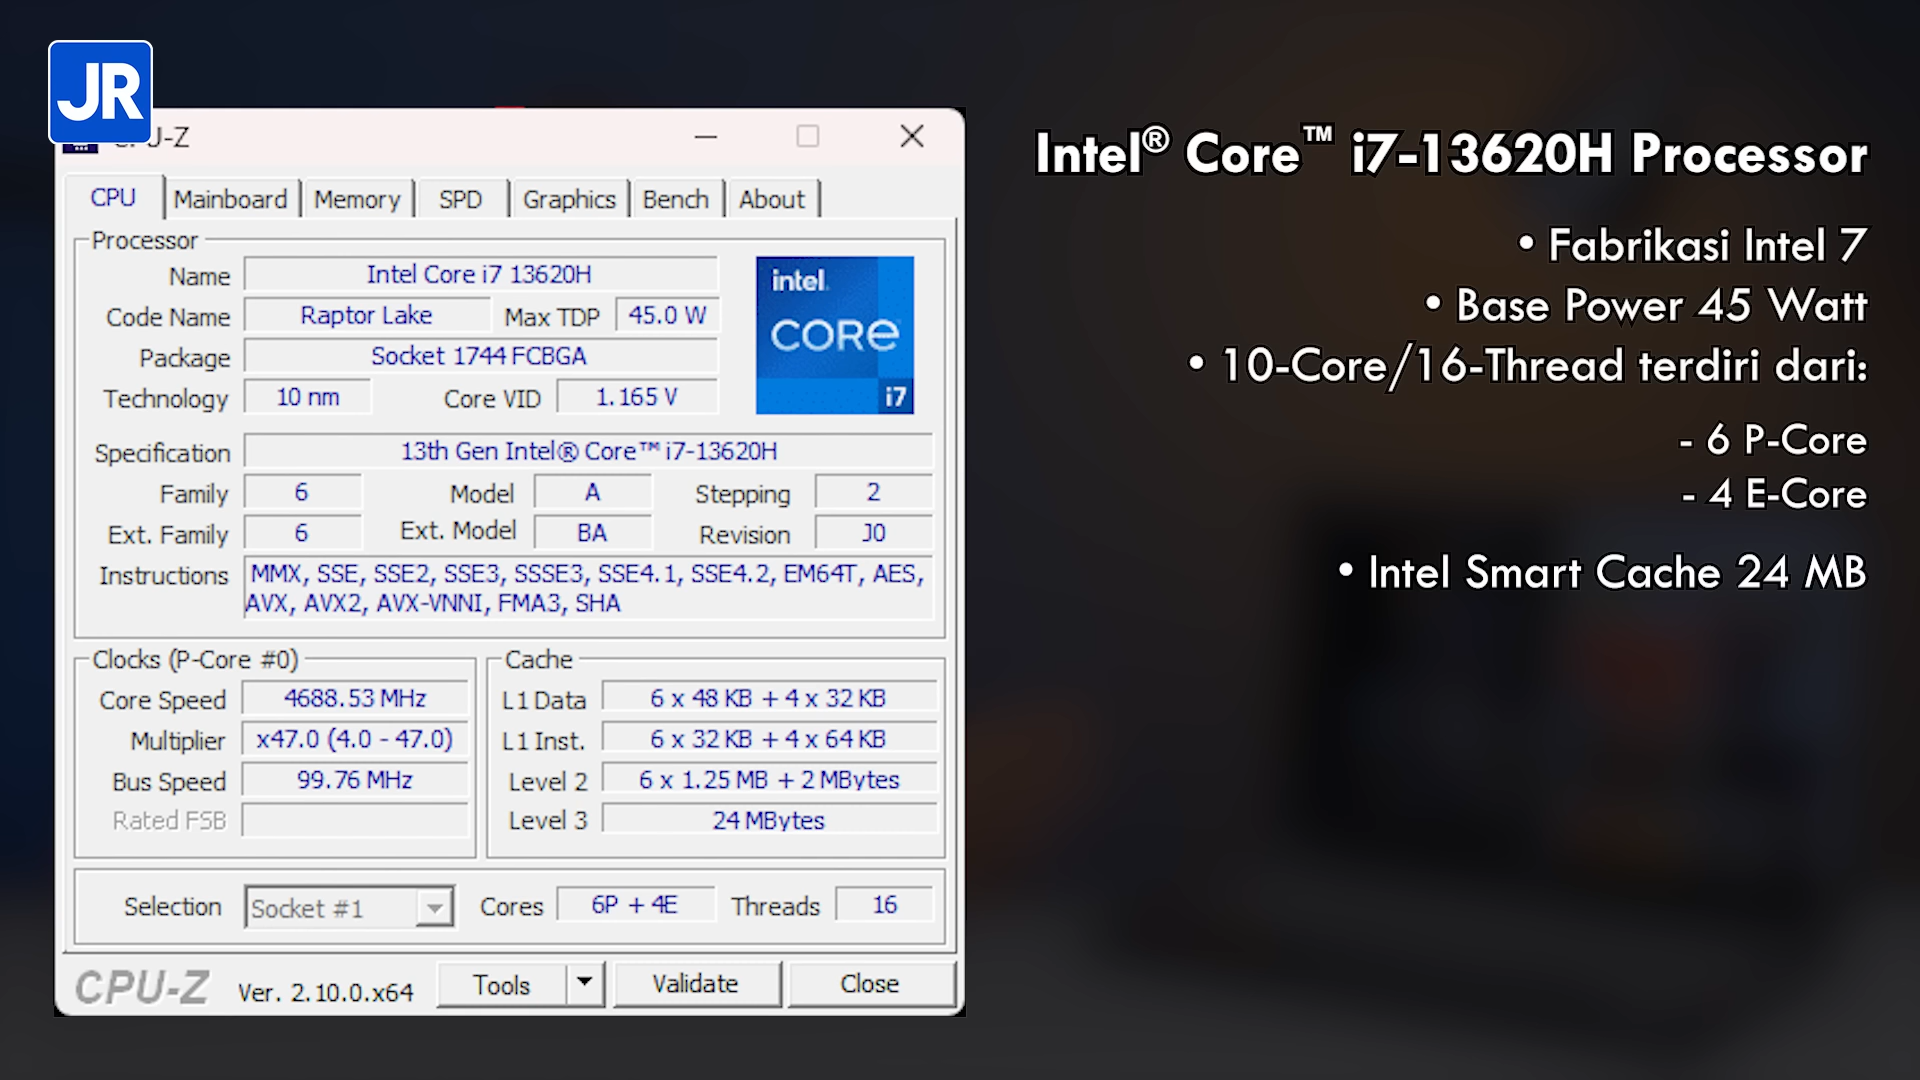 JR
CPU-Z
CPU Mainboard Memory SPD Graphics Bench About
Processor
Name Intel Core i7 13620H
Code Name Raptor Lake Max TDP 45.0 W
Package Socket 1744 FCBGA
Technology 10 nm Core VID 1.165 V
intel.
CORE
i7
Specification 13th Gen Intel® Core™ i7-13620H
Family 6 Model A Stepping 2
Ext. Family 6 Ext. Model BA Revision J0
Instructions MMX, SSE, SSE2, SSE3, SSSE3, SSE4.1, SSE4.2, EM64T, AES,
AVX, AVX2, AVX-VNNI, FMA3, SHA
Clocks (P-Core #0)
Core Speed 4688.53 MHz
Multiplier x47.0 (4.0 - 47.0)
Bus Speed 99.76 MHz
Rated FSB
Cache
L1 Data 6 x 48 KB + 4 x 32 KB
L1 Inst. 6 x 32 KB + 4 x 64 KB
Level 2 6 x 1.25 MB + 2 MBytes
Level 3 24 MBytes
Selection Socket #1 Cores 6P + 4E Threads 16
CPU-Z Ver. 2.10.0.x64 Tools Validate Close
Intel® Core™ i7-13620H Processor
• Fabrikasi Intel 7
• Base Power 45 Watt
• 10-Core/16-Thread terdiri dari:
- 6 P-Core
- 4 E-Core
• Intel Smart Cache 24 MB